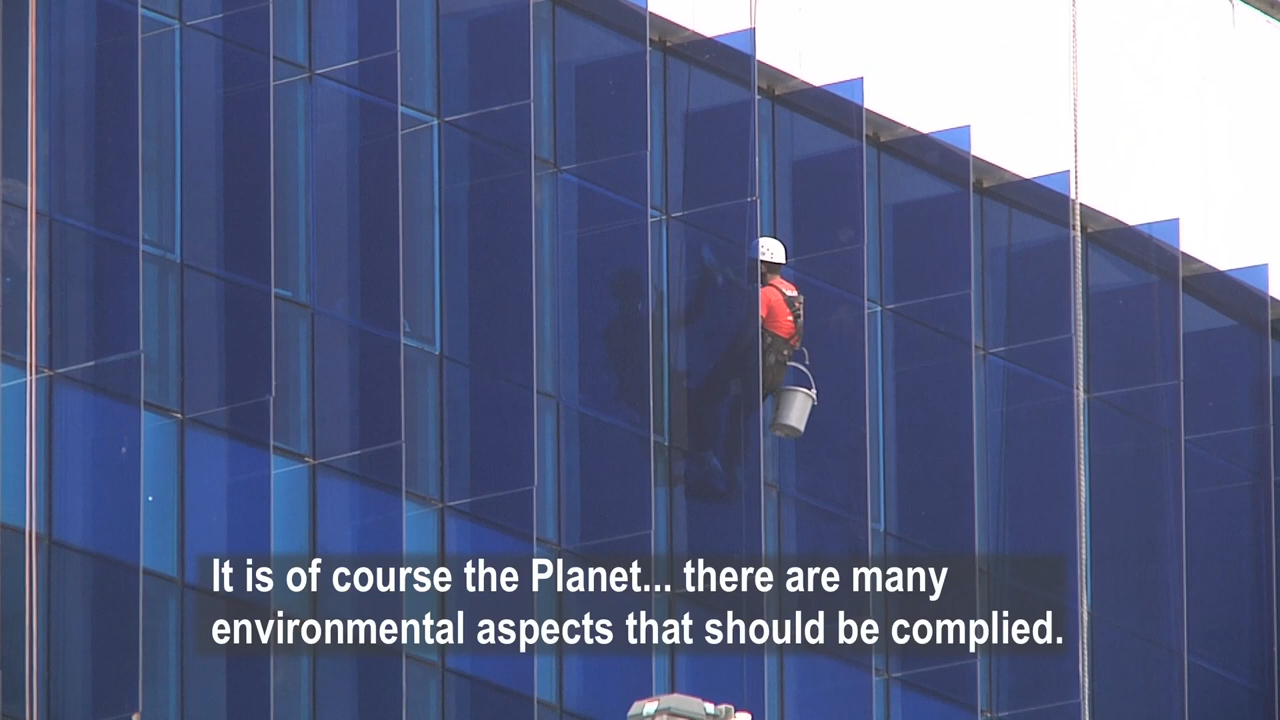 It is of course the Planet... there are many
environmental aspects that should be complied.